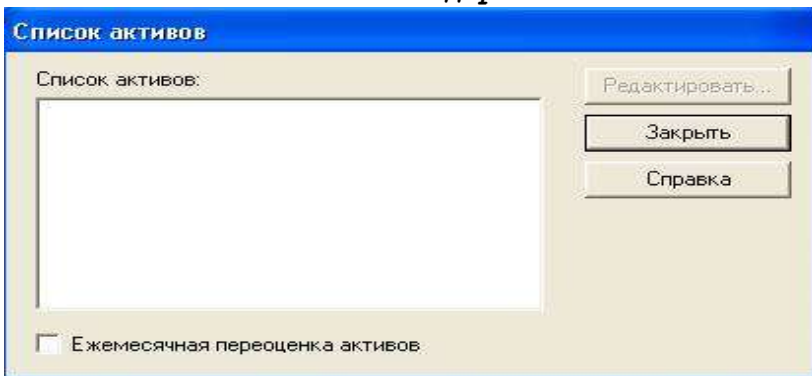 Список активов
Список активов:
Редактировать...
Закрыть
Справка
Ежемесячная переоценка активов